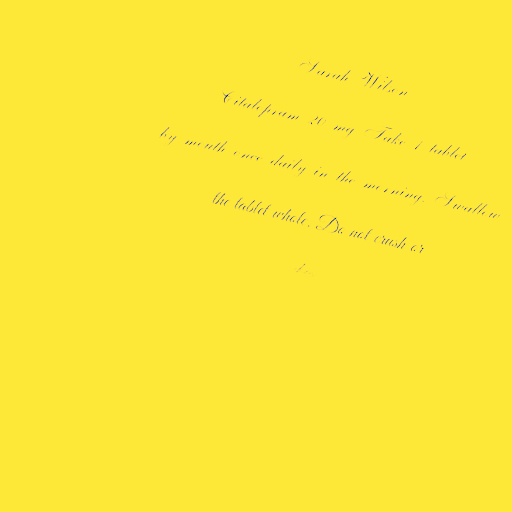 Sarah Wilson
Citalopram 20 mg Take 1 tablet
by mouth once daily in the morning. Swallow
the tablet whole. Do not crush or